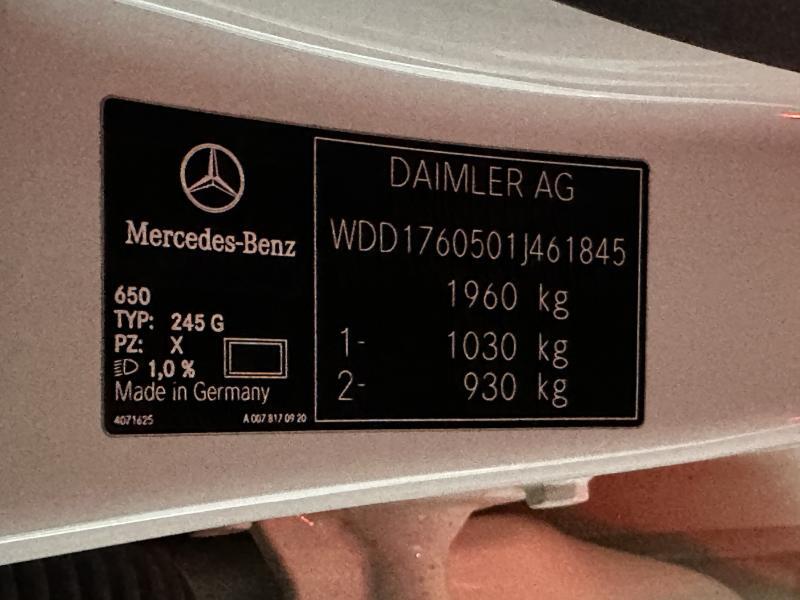 Mercedes-Benz
650
TYP: 245 G
PZ: X
1,0 %
Made in Germany
4071625 A 007 817 09 20
DAIMLER AG
WDD1760501J461845
1960 kg
1- 1030 kg
2- 930 kg